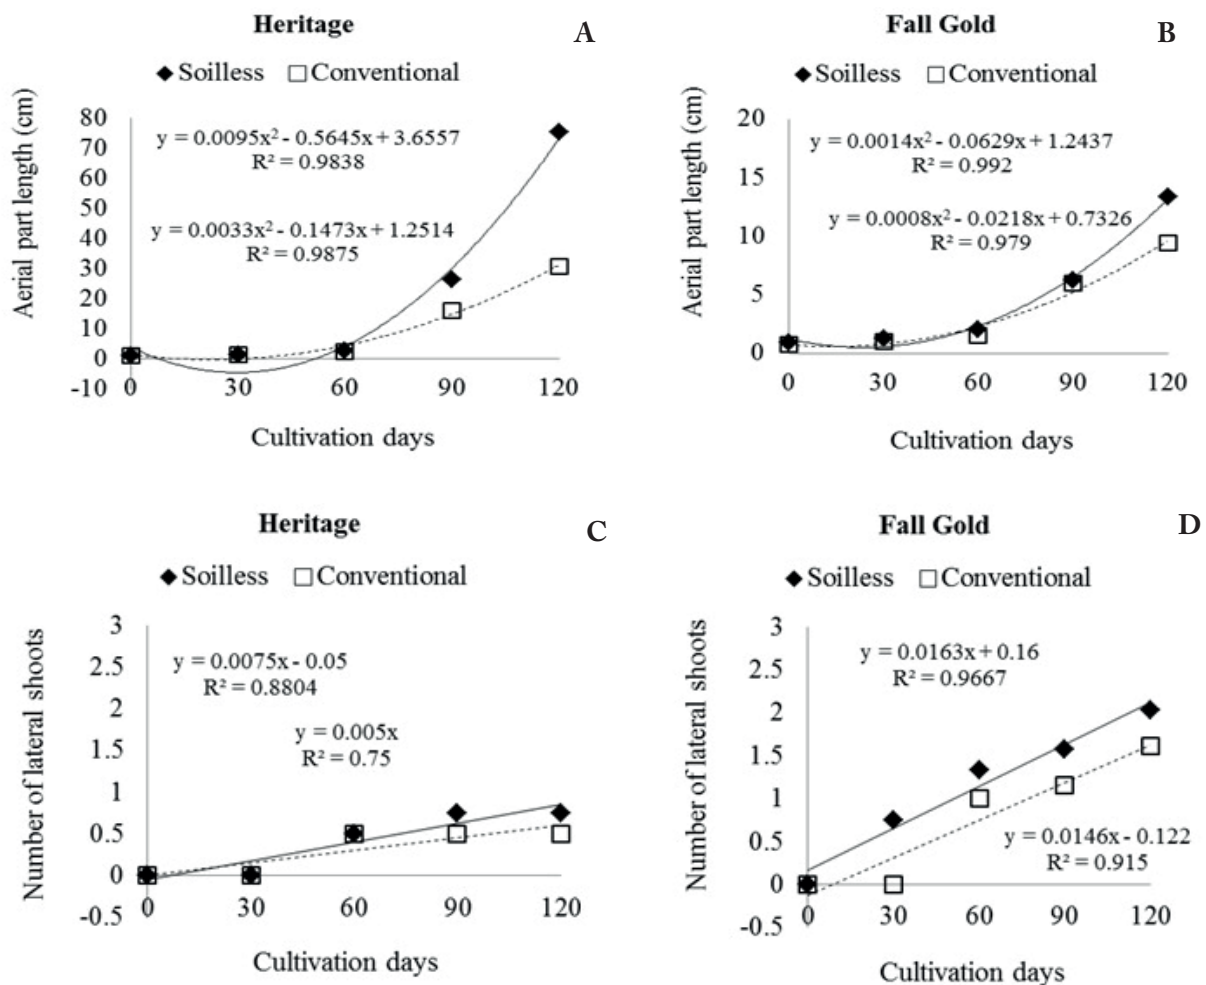 Heritage
A
Soilless Conventional
Aerial part length (cm)
80
70
60
50
40
30
20
10
0
-10
y = 0.0095x² - 0.5645x + 3.6557
R² = 0.9838
y = 0.0033x² - 0.1473x + 1.2514
R² = 0.9875
0 30 60 90 120
Cultivation days
Fall Gold
B
Soilless Conventional
Aerial part length (cm)
20
15
10
5
0
y = 0.0014x² - 0.0629x + 1.2437
R² = 0.992
y = 0.0008x² - 0.0218x + 0.7326
R² = 0.979
0 30 60 90 120
Cultivation days
Heritage
C
Soilless Conventional
Number of lateral shoots
3
2.5
2
1.5
1
0.5
0
-0.5
y = 0.0075x - 0.05
R² = 0.8804
y = 0.005x
R² = 0.75
0 30 60 90 120
Cultivation days
Fall Gold
D
Soilless Conventional
Number of lateral shoots
3
2.5
2
1.5
1
0.5
0
-0.5
y = 0.0163x + 0.16
R² = 0.9667
y = 0.0146x - 0.122
R² = 0.915
0 30 60 90 120
Cultivation days